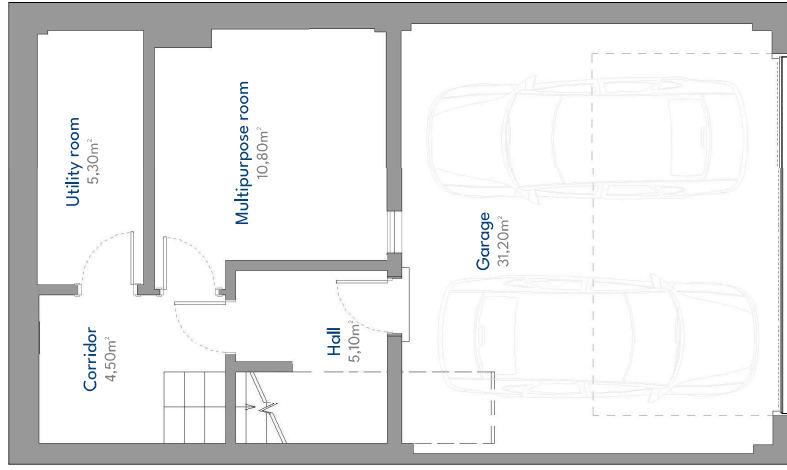 Utility room
5,30m²
Multipurpose room
10,80m²
Garage
31,20m²
Corridor
4,50m²
Hall
5,10m²